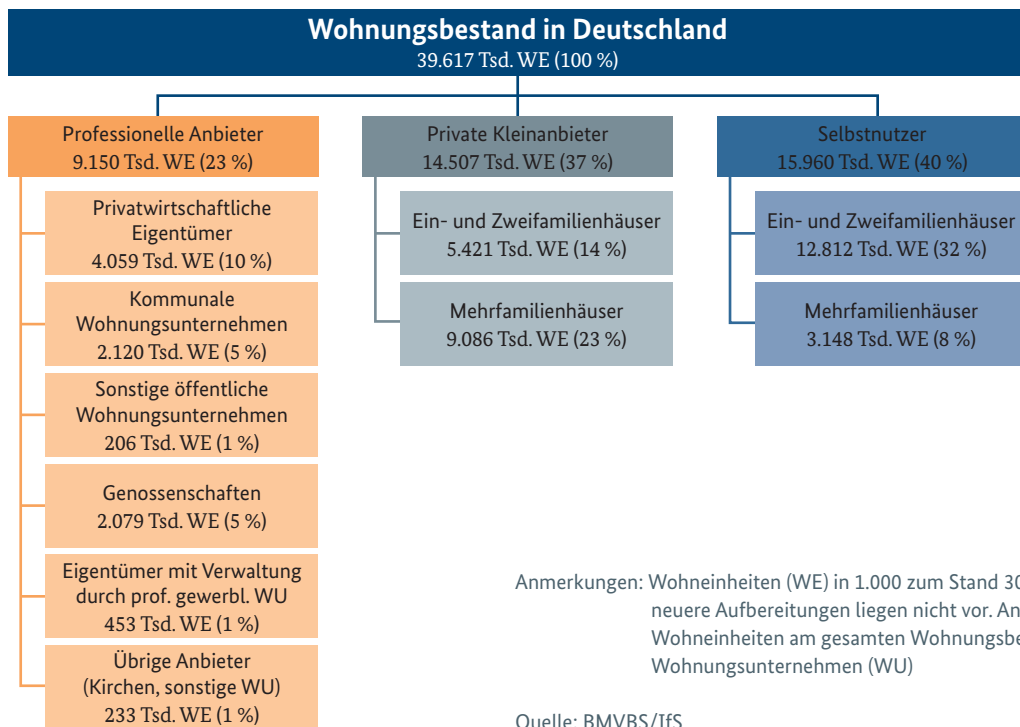 Wohnungsbestand in Deutschland
39.617 Tsd. WE (100 %)
Professionelle Anbieter
9.150 Tsd. WE (23 %)
Privatwirtschaftliche
Eigentümer
4.059 Tsd. WE (10 %)
Kommunale
Wohnungsunternehmen
2.120 Tsd. WE (5 %)
Sonstige öffentliche
Wohnungsunternehmen
206 Tsd. WE (1 %)
Genossenschaften
2.079 Tsd. WE (5 %)
Eigentümer mit Verwaltung
durch prof. gewerbl. WU
453 Tsd. WE (1 %)
Übrige Anbieter
(Kirchen, sonstige WU)
233 Tsd. WE (1 %)
Private Kleinanbieter
14.507 Tsd. WE (37 %)
Ein- und Zweifamilienhäuser
5.421 Tsd. WE (14 %)
Mehrfamilienhäuser
9.086 Tsd. WE (23 %)
Selbstnutzer
15.960 Tsd. WE (40 %)
Ein- und Zweifamilienhäuser
12.812 Tsd. WE (32 %)
Mehrfamilienhäuser
3.148 Tsd. WE (8 %)
Anmerkungen: Wohneinheiten (WE) in 1.000 zum Stand
neuere Aufbereitungen liegen nicht vor.
Wohneinheiten am gesamten
Wohnungsunternehmen (WU)
Quelle: BMVBS/IfS